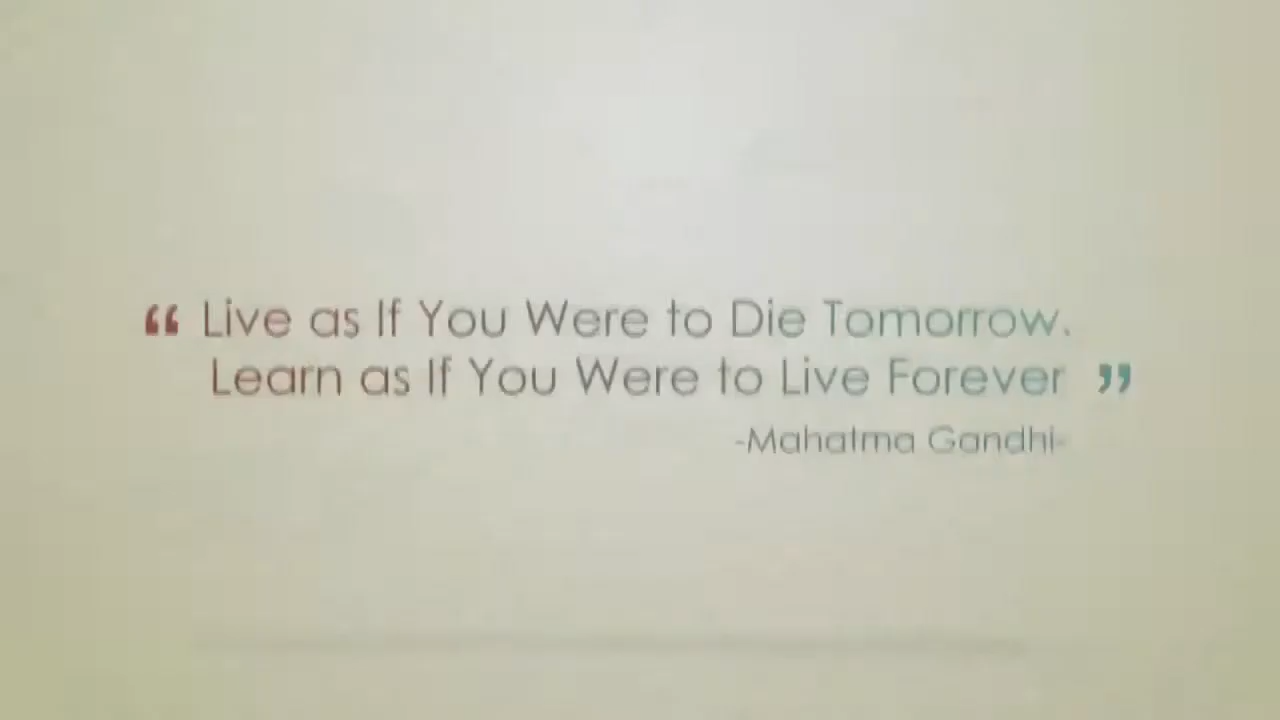 “ Live as If You Were to Die Tomorrow.
Learn as If You Were to Live Forever ”
-Mahatma Gandhi-